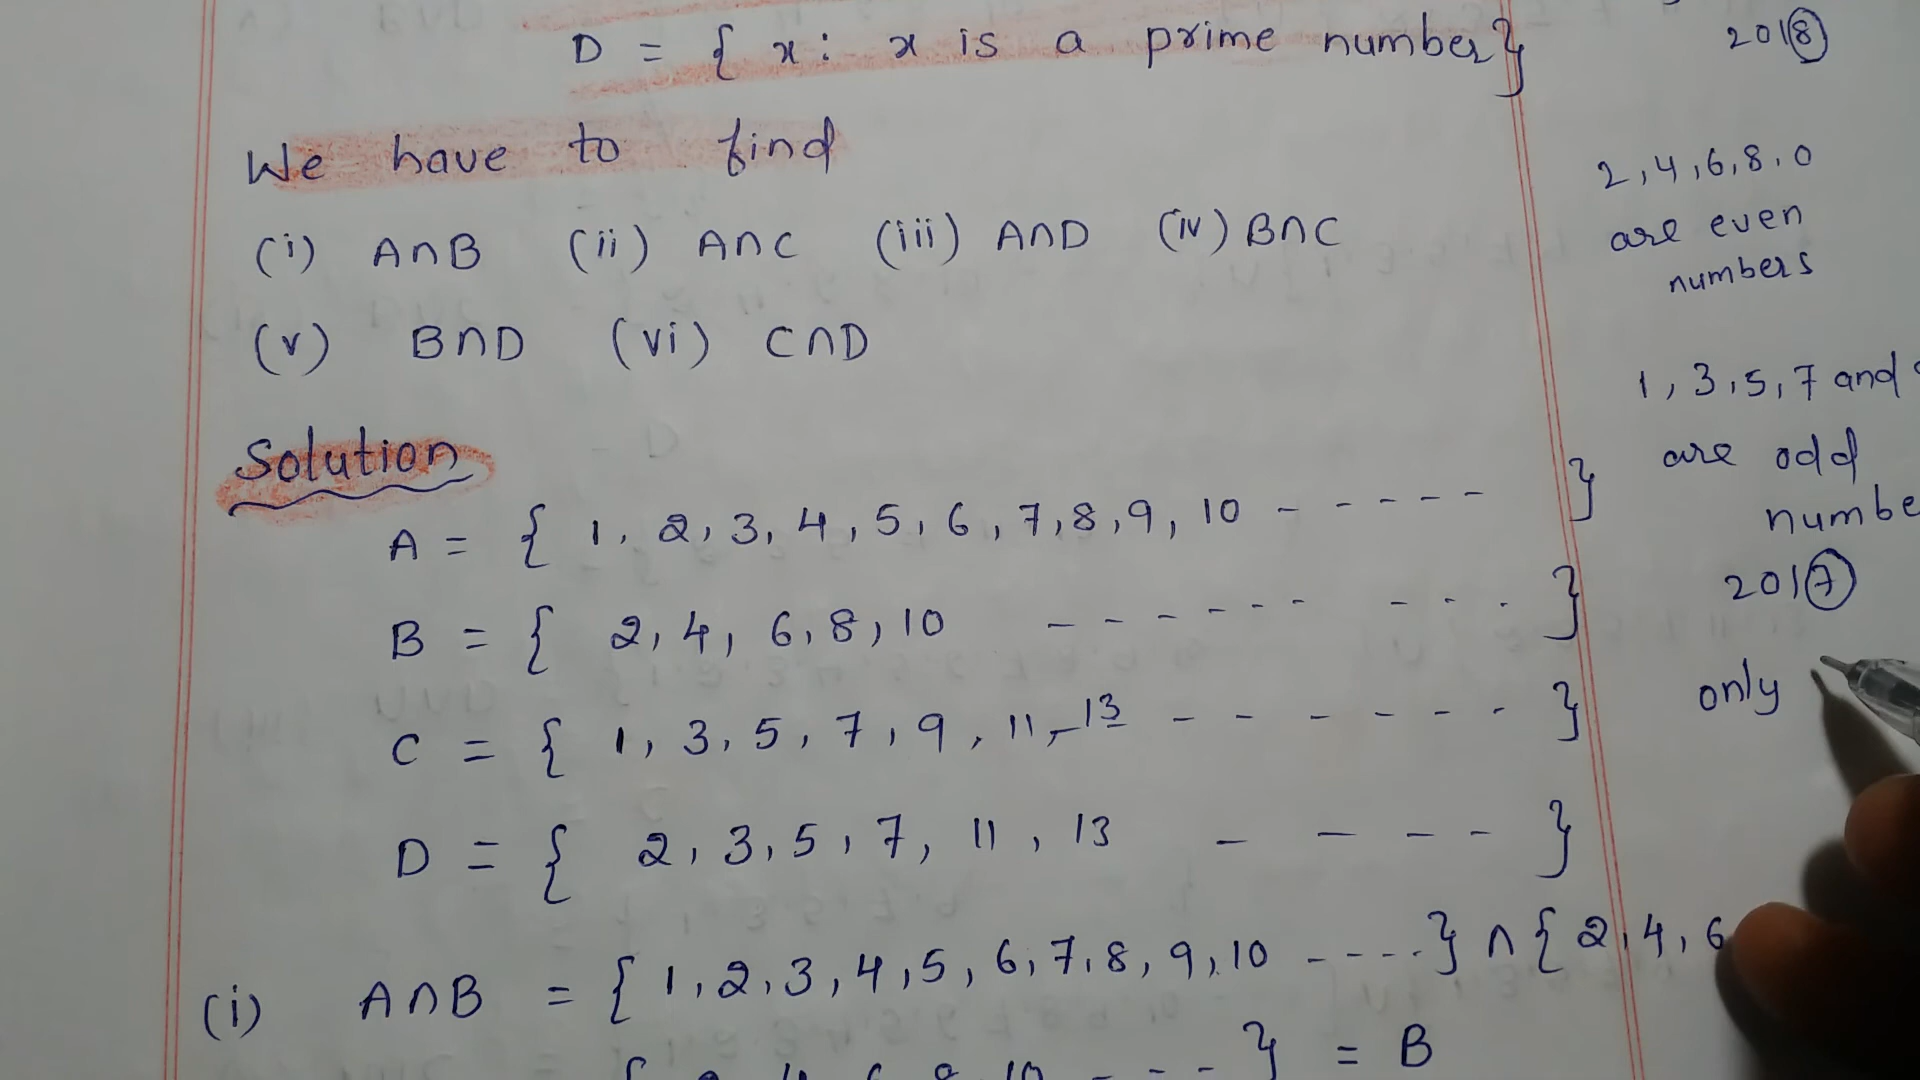 D = { x : x is a prime number}
We have to find
(i) A∩B (ii) A∩C (iii) A∩D (iv) B∩C
(v) B∩D (vi) C∩D
Solution
A = { 1, 2, 3, 4, 5, 6, 7, 8, 9, 10 - - - - - }
B = { 2, 4, 6, 8, 10 - - - - - - - - - }
C = { 1, 3, 5, 7, 9, 11, 13 - - - - - - - }
D = { 2, 3, 5, 7, 11, 13 - - - - }
(i) A∩B = { 1, 2, 3, 4, 5, 6, 7, 8, 9, 10 - - - - } ∩ { 2, 4, 6
} = B
2018
2, 4, 6, 8, 0
are even
numbers
1, 3, 5, 7 and
are odd
numbe
2017
only